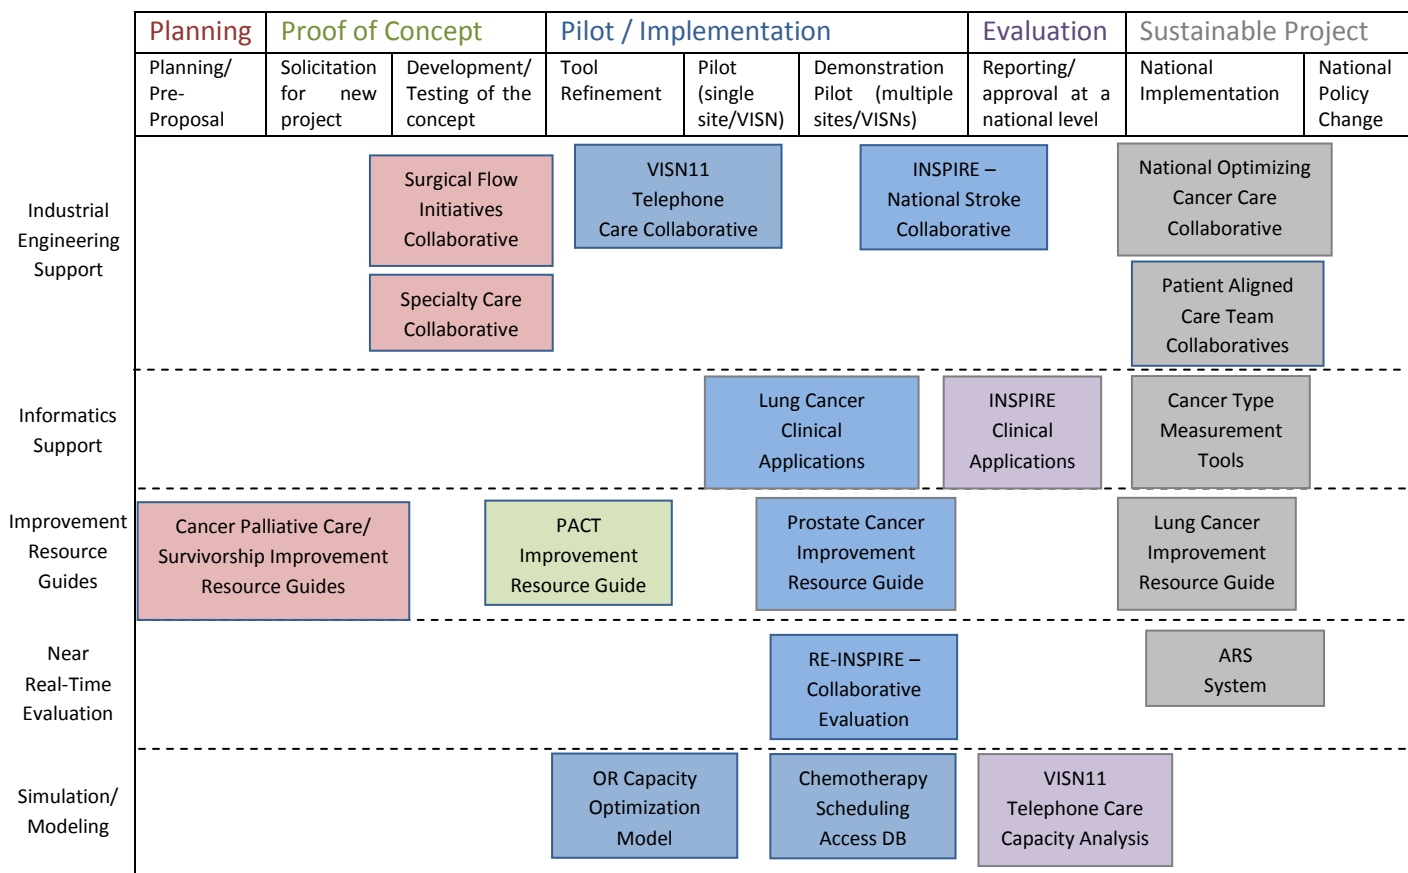 Planning
Proof of Concept
Pilot / Implementation
Evaluation
Sustainable Project
Planning/
Pre-
Proposal
Solicitation
for new
project
Development/
Testing of the
concept
Tool
Refinement
Pilot
(single
site/VISN)
Demonstration
Pilot (multiple
sites/VISNs)
Reporting/
approval at a
national level
National
Implementation
National
Policy
Change
Industrial
Engineering
Support
Surgical Flow
Initiatives
Collaborative
Specialty Care
Collaborative
VISN11
Telephone
Care Collaborative
INSPIRE –
National Stroke
Collaborative
National Optimizing
Cancer Care
Collaborative
Patient Aligned
Care Team
Collaboratives
Informatics
Support
Lung Cancer
Clinical
Applications
INSPIRE
Clinical
Applications
Cancer Type
Measurement
Tools
Improvement
Resource
Guides
Cancer Palliative Care/
Survivorship Improvement
Resource Guides
PACT
Improvement
Resource Guide
Prostate Cancer
Improvement
Resource Guide
Lung Cancer
Improvement
Resource Guide
Near
Real-Time
Evaluation
RE-INSPIRE –
Collaborative
Evaluation
ARS
System
Simulation/
Modeling
OR Capacity
Optimization
Model
Chemotherapy
Scheduling
Access DB
VISN11
Telephone Care
Capacity Analysis